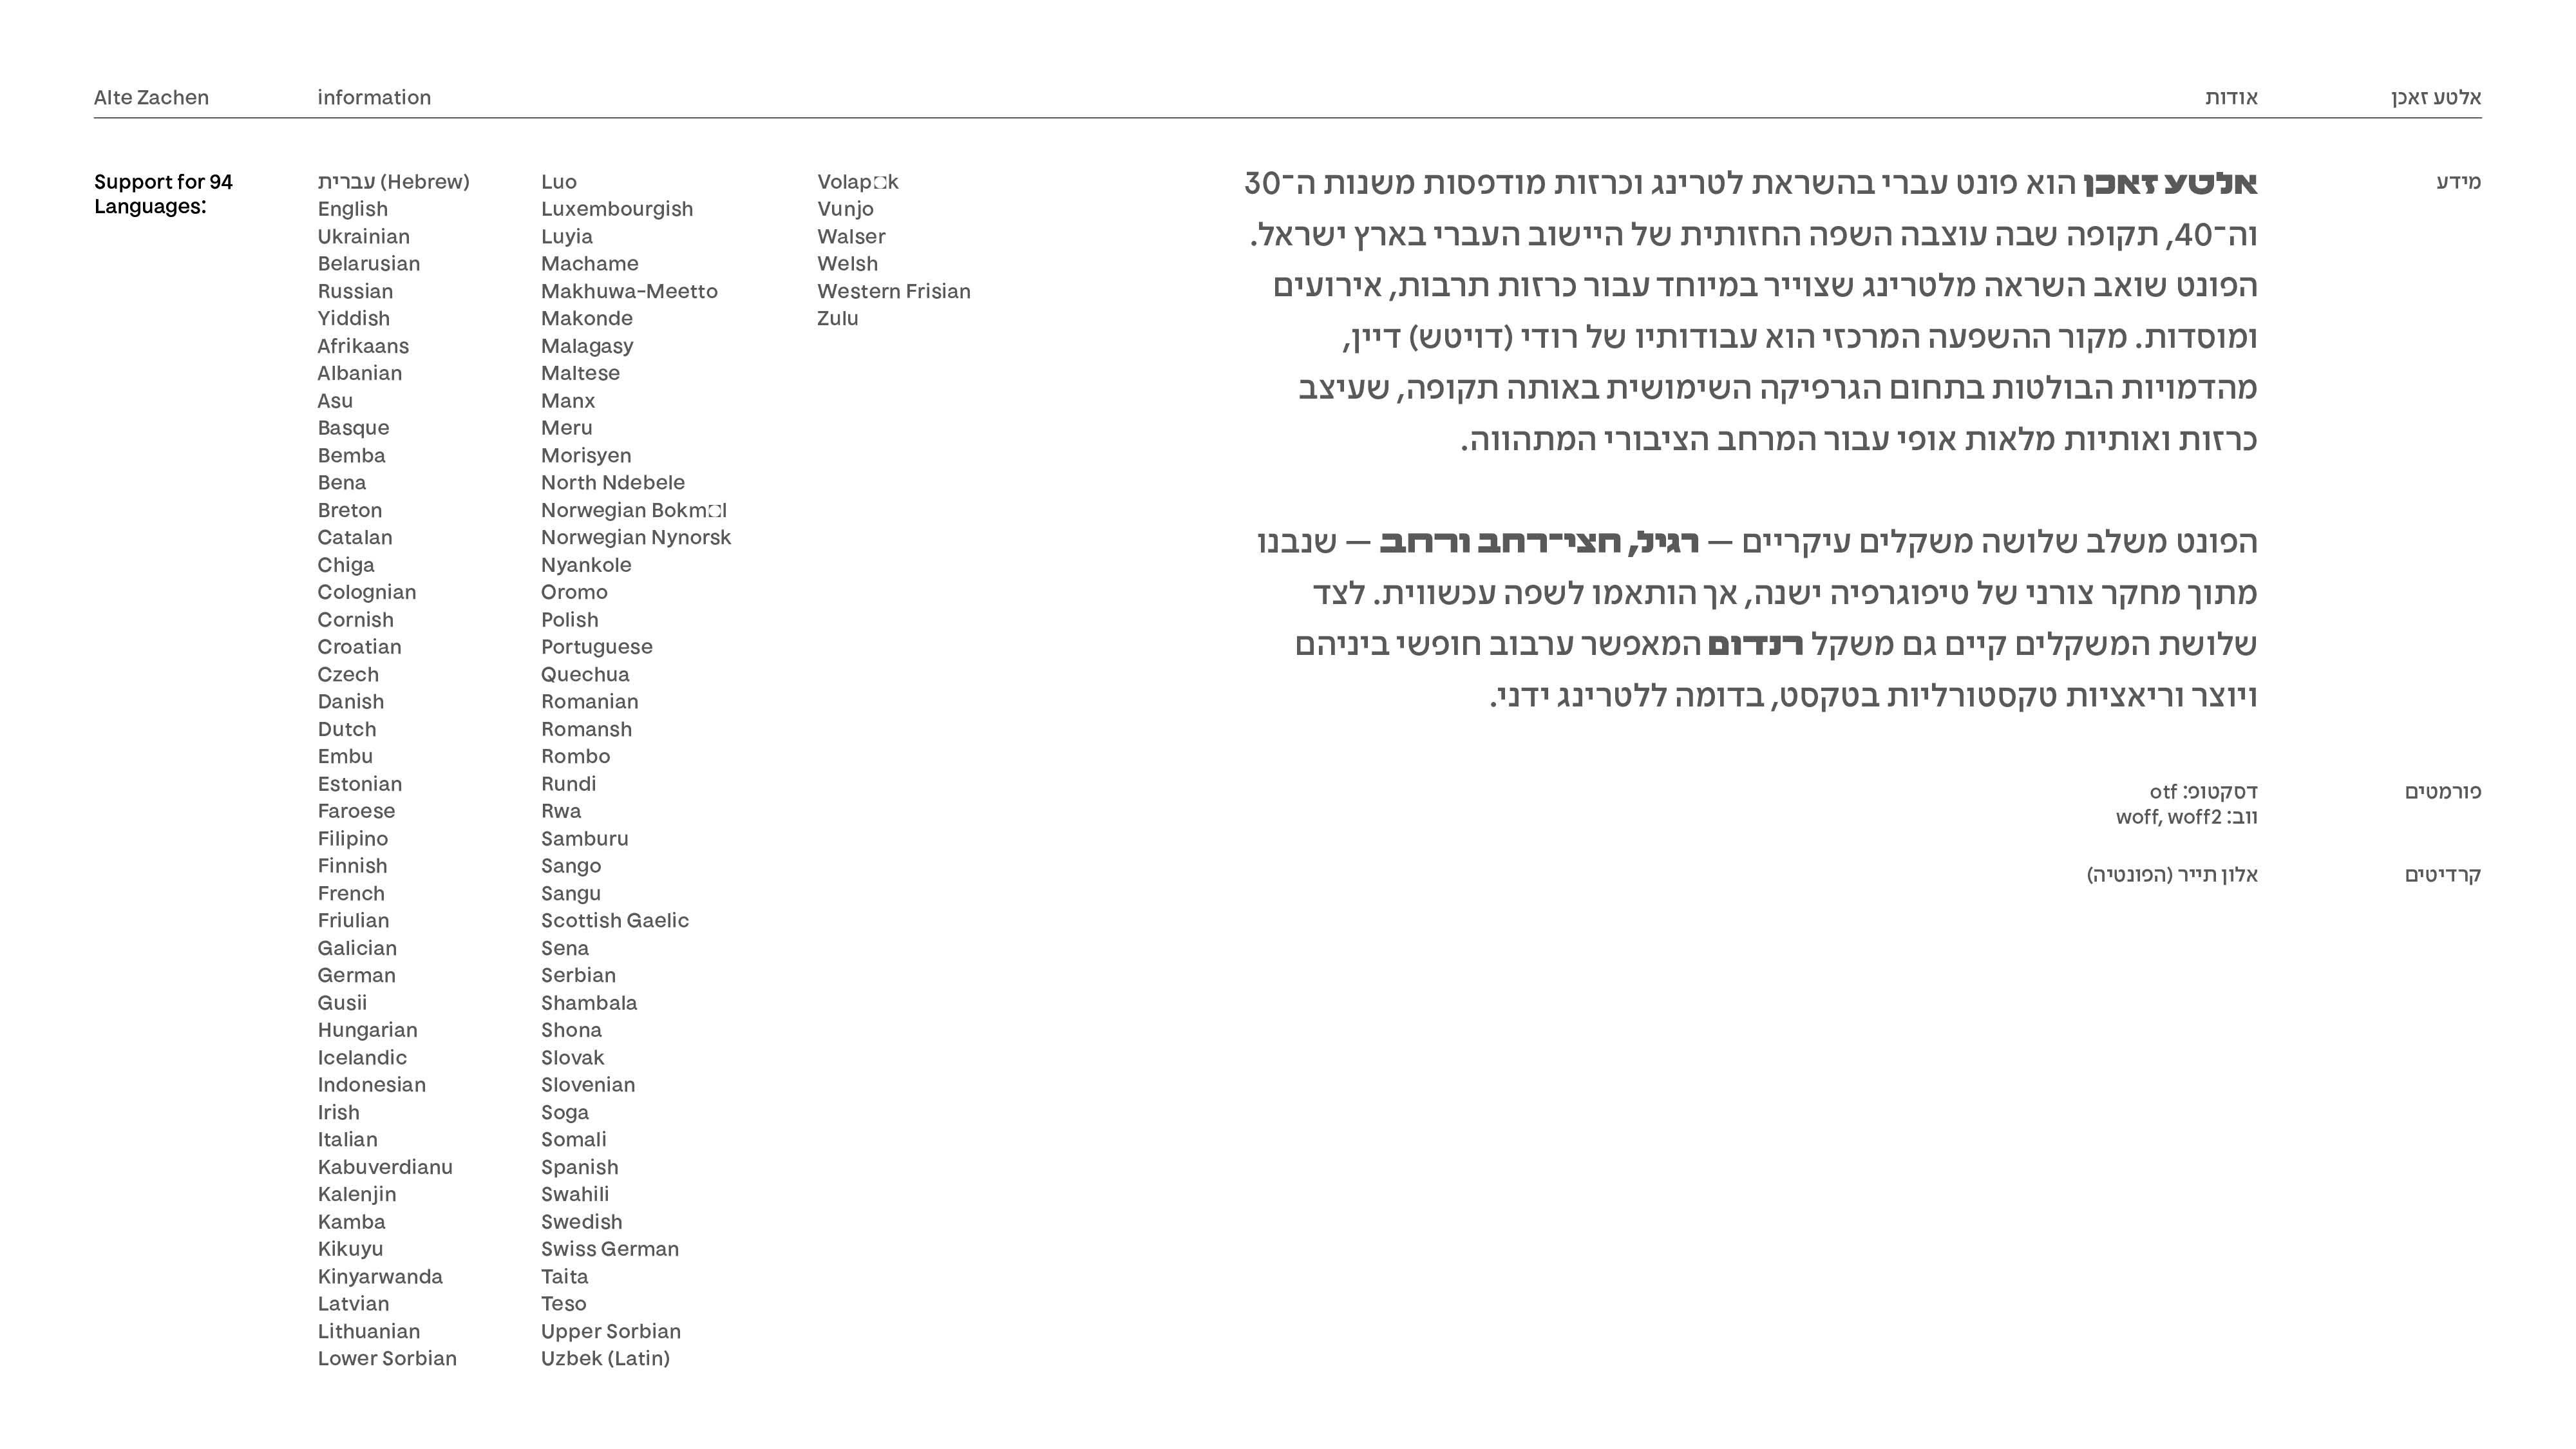 Alte Zachen
information
אודות
אלטע זאכן
Support for 94
Languages:
עברית (Hebrew)
English
Ukrainian
Belarusian
Russian
Yiddish
Afrikaans
Albanian
Asu
Basque
Bemba
Bena
Breton
Catalan
Chiga
Colognian
Cornish
Croatian
Czech
Danish
Dutch
Embu
Estonian
Faroese
Filipino
Finnish
French
Friulian
Galician
German
Gusii
Hungarian
Icelandic
Indonesian
Irish
Italian
Kabuverdianu
Kalenjin
Kamba
Kikuyu
Kinyarwanda
Latvian
Lithuanian
Lower Sorbian
Luo
Luxembourgish
Luyia
Machame
Makhuwa-Meetto
Makonde
Malagasy
Maltese
Manx
Meru
Morisyen
North Ndebele
Norwegian Bokm□l
Norwegian Nynorsk
Nyankole
Oromo
Polish
Portuguese
Quechua
Romanian
Romansh
Rombo
Rundi
Rwa
Samburu
Sango
Sangu
Scottish Gaelic
Sena
Serbian
Shambala
Shona
Slovak
Slovenian
Soga
Somali
Spanish
Swahili
Swedish
Swiss German
Taita
Teso
Upper Sorbian
Uzbek (Latin)
Volap□k
Vunjo
Walser
Welsh
Western Frisian
Zulu
מידע
אלטע זאכן הוא פונט עברי בהשראת לטרינג וכרזות מודפסות משנות ה־30
וה־40, תקופה שבה עוצבה השפה החזותית של היישוב העברי בארץ ישראל.
הפונט שואב השראה מלטרינג שצוייר במיוחד עבור כרזות תרבות, אירועים
ומוסדות. מקור ההשפעה המרכזי הוא עבודותיו של רודי (דויטש) דיין,
מהדמויות הבולטות בתחום הגרפיקה השימושית באותה תקופה, שעיצב
כרזות ואותיות מלאות אופי עבור המרחב הציבורי המתהווה.
הפונט משלב שלושה משקלים עיקריים — רגיל, חצי־רחב ורחב — שנבנו
מתוך מחקר צורני של טיפוגרפיה ישנה, אך הותאמו לשפה עכשווית. לצד
שלושת המשקלים קיים גם משקל רנדום המאפשר ערבוב חופשי ביניהם
ויוצר וריאציות טקסטורליות בטקסט, בדומה ללטרינג ידני.
פורמטים
דסקטופ: otf
ווב: woff, woff2
קרדיטים
אלון תייר (הפונטיה)